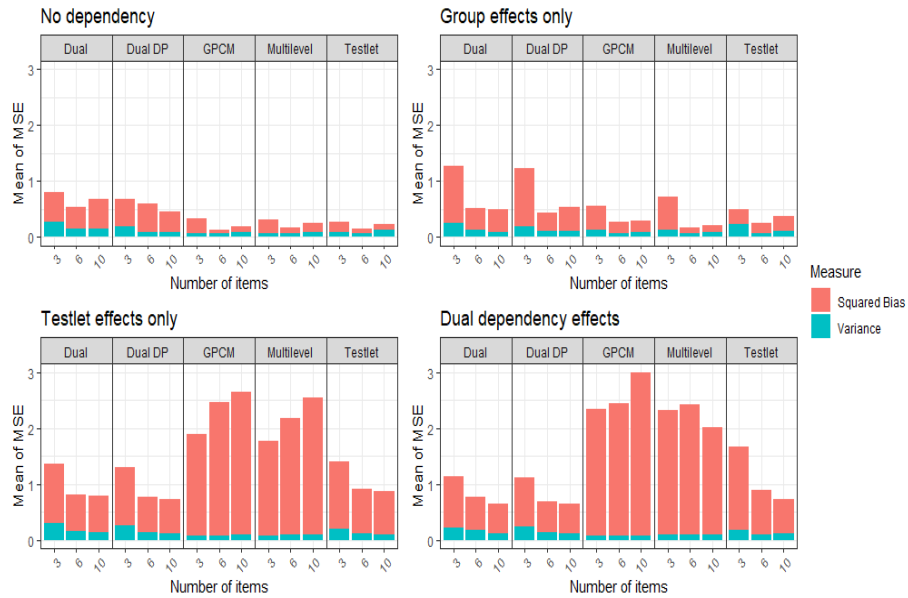 No dependency
Dual Dual DP GPCM Multilevel Testlet
3
2
1
0
Mean of MSE
3 6 10 3 6 10 3 6 10 3 6 10 3 6 10
Number of items
Group effects only
Dual Dual DP GPCM Multilevel Testlet
3
2
1
0
Mean of MSE
3 6 10 3 6 10 3 6 10 3 6 10 3 6 10
Number of items
Testlet effects only
Dual Dual DP GPCM Multilevel Testlet
3
2
1
0
Mean of MSE
3 6 10 3 6 10 3 6 10 3 6 10 3 6 10
Number of items
Dual dependency effects
Dual Dual DP GPCM Multilevel Testlet
3
2
1
0
Mean of MSE
3 6 10 3 6 10 3 6 10 3 6 10 3 6 10
Number of items
Measure
Squared Bias
Variance